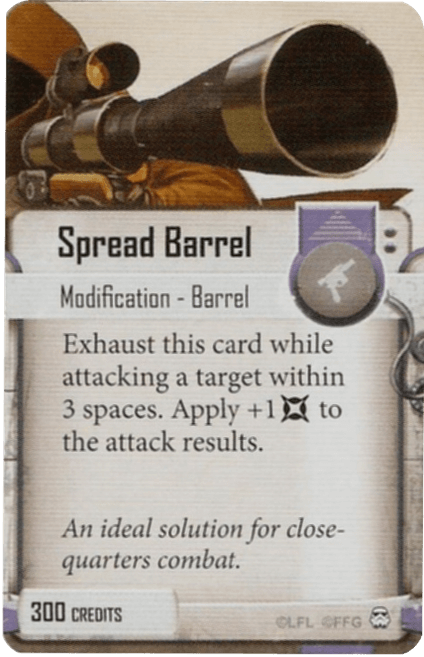 Spread Barrel
Modification - Barrel
Exhaust this card while
attacking a target within
3 spaces. Apply +1 to
the attack results.
An ideal solution for close-
quarters combat.
300 CREDITS
©LFL ©FFG